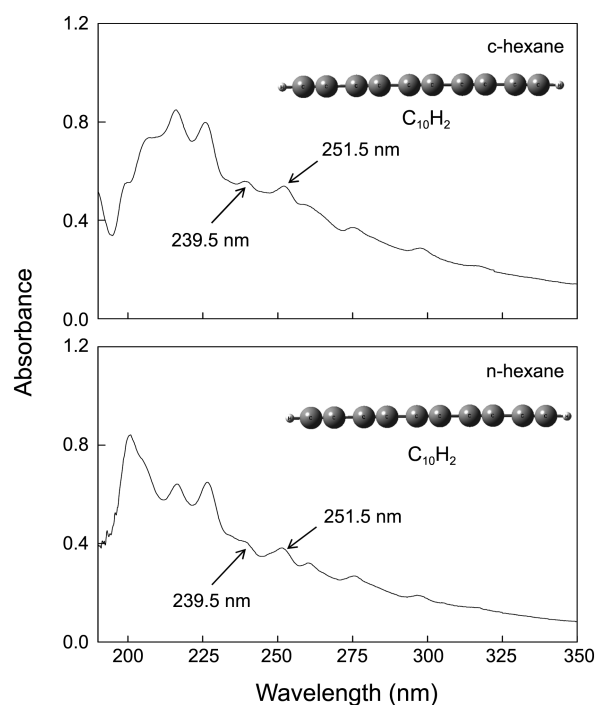 1.2
c-hexane
C₁₀H₂
0.8
251.5 nm
239.5 nm
0.4
0.0
Absorbance
1.2
n-hexane
C₁₀H₂
0.8
251.5 nm
0.4
239.5 nm
0.0
200 225 250 275 300 325 350
Wavelength (nm)